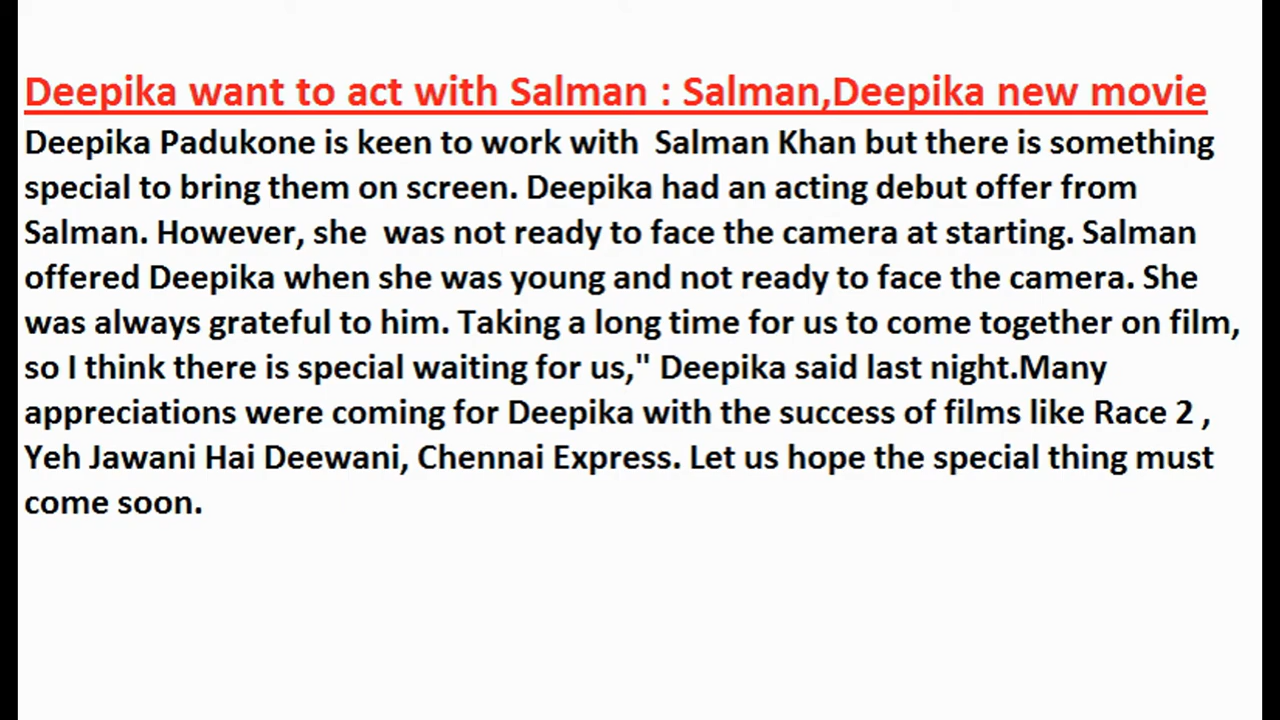 Deepika want to act with Salman : Salman,Deepika new movie
Deepika Padukone is keen to work with  Salman Khan but there is something
special to bring them on screen. Deepika had an acting debut offer from
Salman. However, she  was not ready to face the camera at starting. Salman
offered Deepika when she was young and not ready to face the camera. She
was always grateful to him. Taking a long time for us to come together on film,
so I think there is special waiting for us," Deepika said last night.Many
appreciations were coming for Deepika with the success of films like Race 2 ,
Yeh Jawani Hai Deewani, Chennai Express. Let us hope the special thing must
come soon.